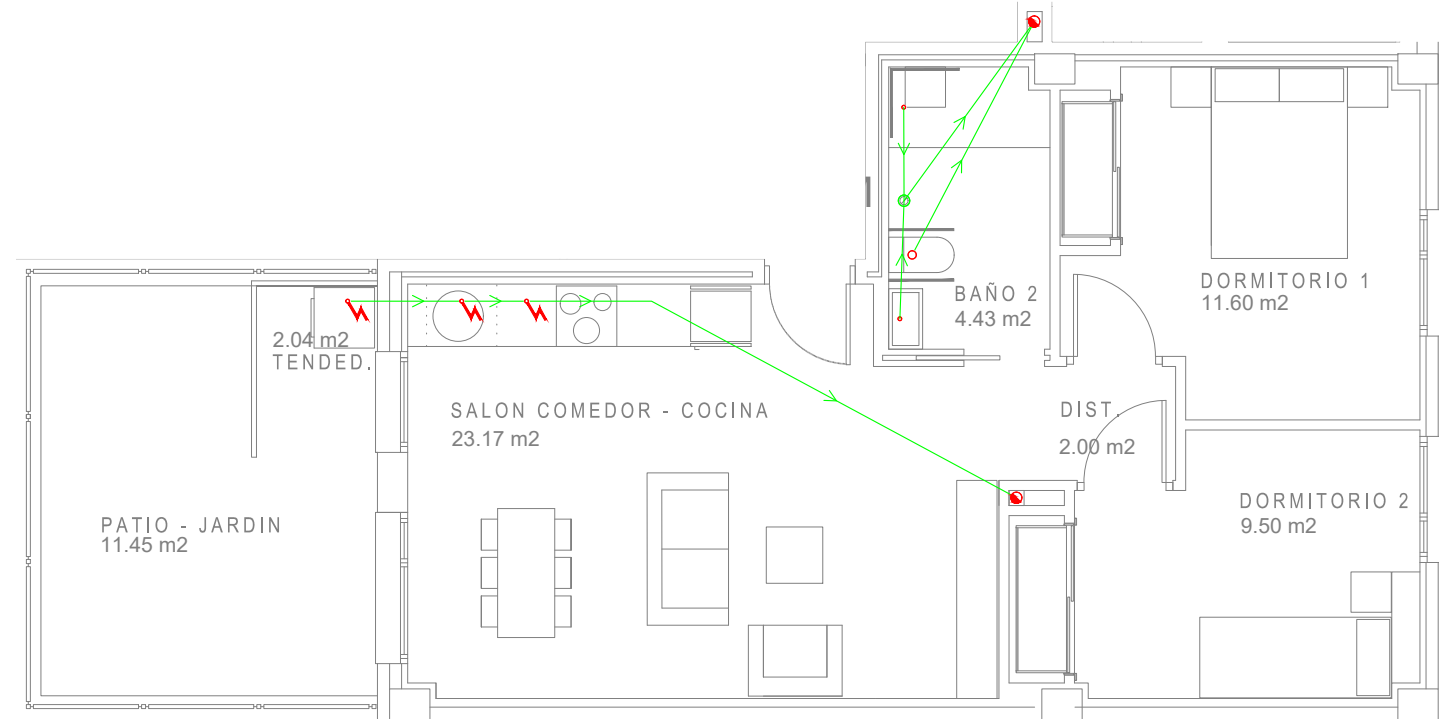 DORMITORIO 1
11.60 m2
BAÑO 2
4.43 m2
2.04 m2
TENDED.
SALON COMEDOR - COCINA
23.17 m2
DIST.
2.00 m2
DORMITORIO 2
9.50 m2
PATIO - JARDIN
11.45 m2